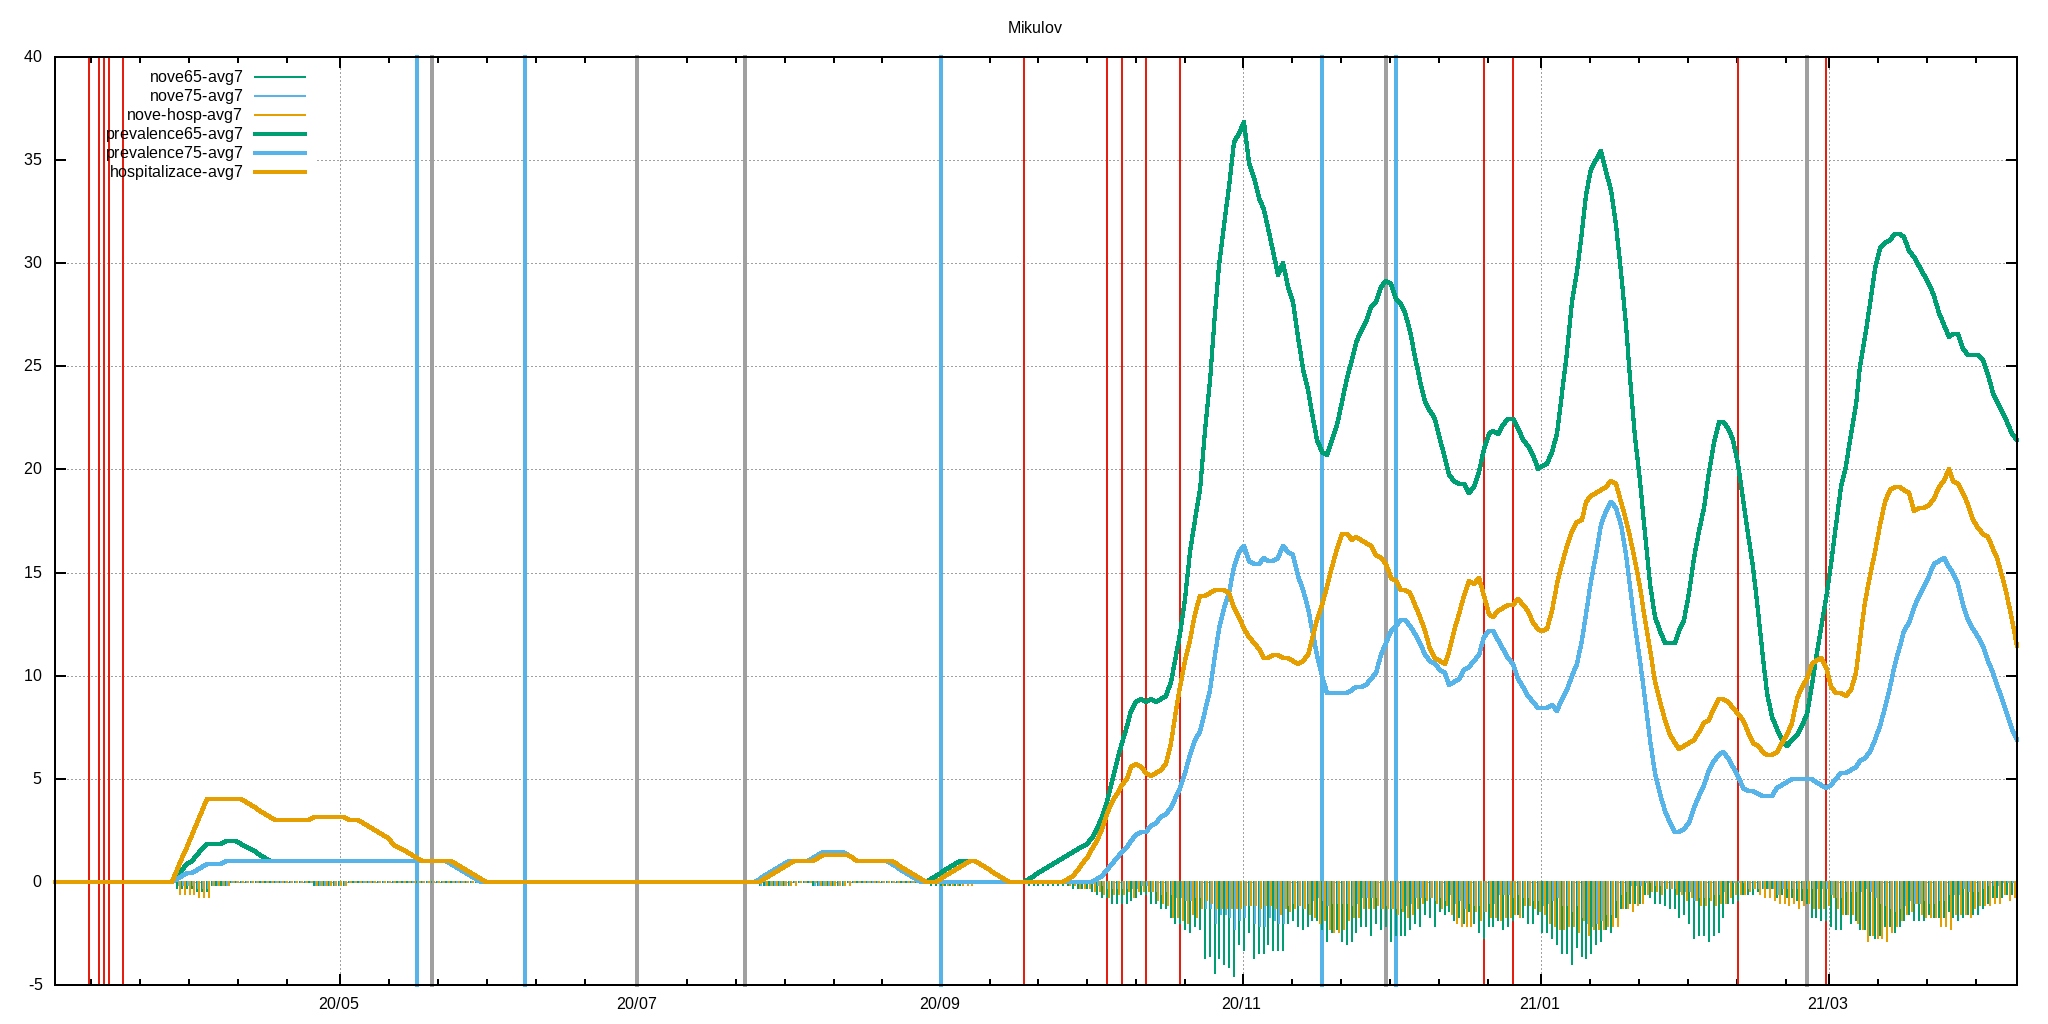 Mikulov
40
35
30
25
20
15
10
5
0
-5
nove65-avg7
nove75-avg7
nove-hosp-avg7
prevalence65-avg7
prevalence75-avg7
hospitalizace-avg7
20/05 20/07 20/09 20/11 21/01 21/03